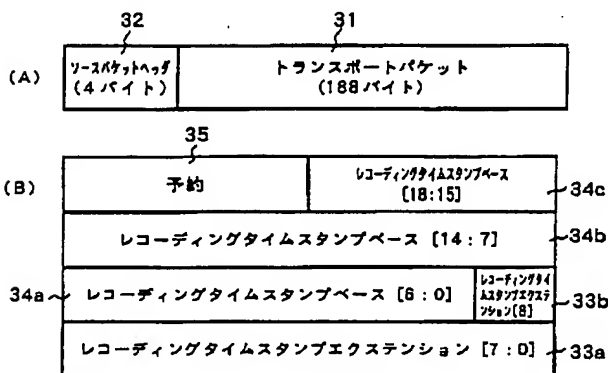 32
31
(A)
ソースパケットヘッダ
(4バイト)
トランスポートパケット
(188バイト)
35
(B)
予約
レコーディングタイムスタンプベース
[18:15]
34c
レコーディングタイムスタンプベース [14:7]
34b
34a
レコーディングタイムスタンプベース [6:0]
レコーディングタイ
ムスタンプエクステ
ンション[8]
33b
レコーディングタイムスタンプエクステンション [7:0]
33a